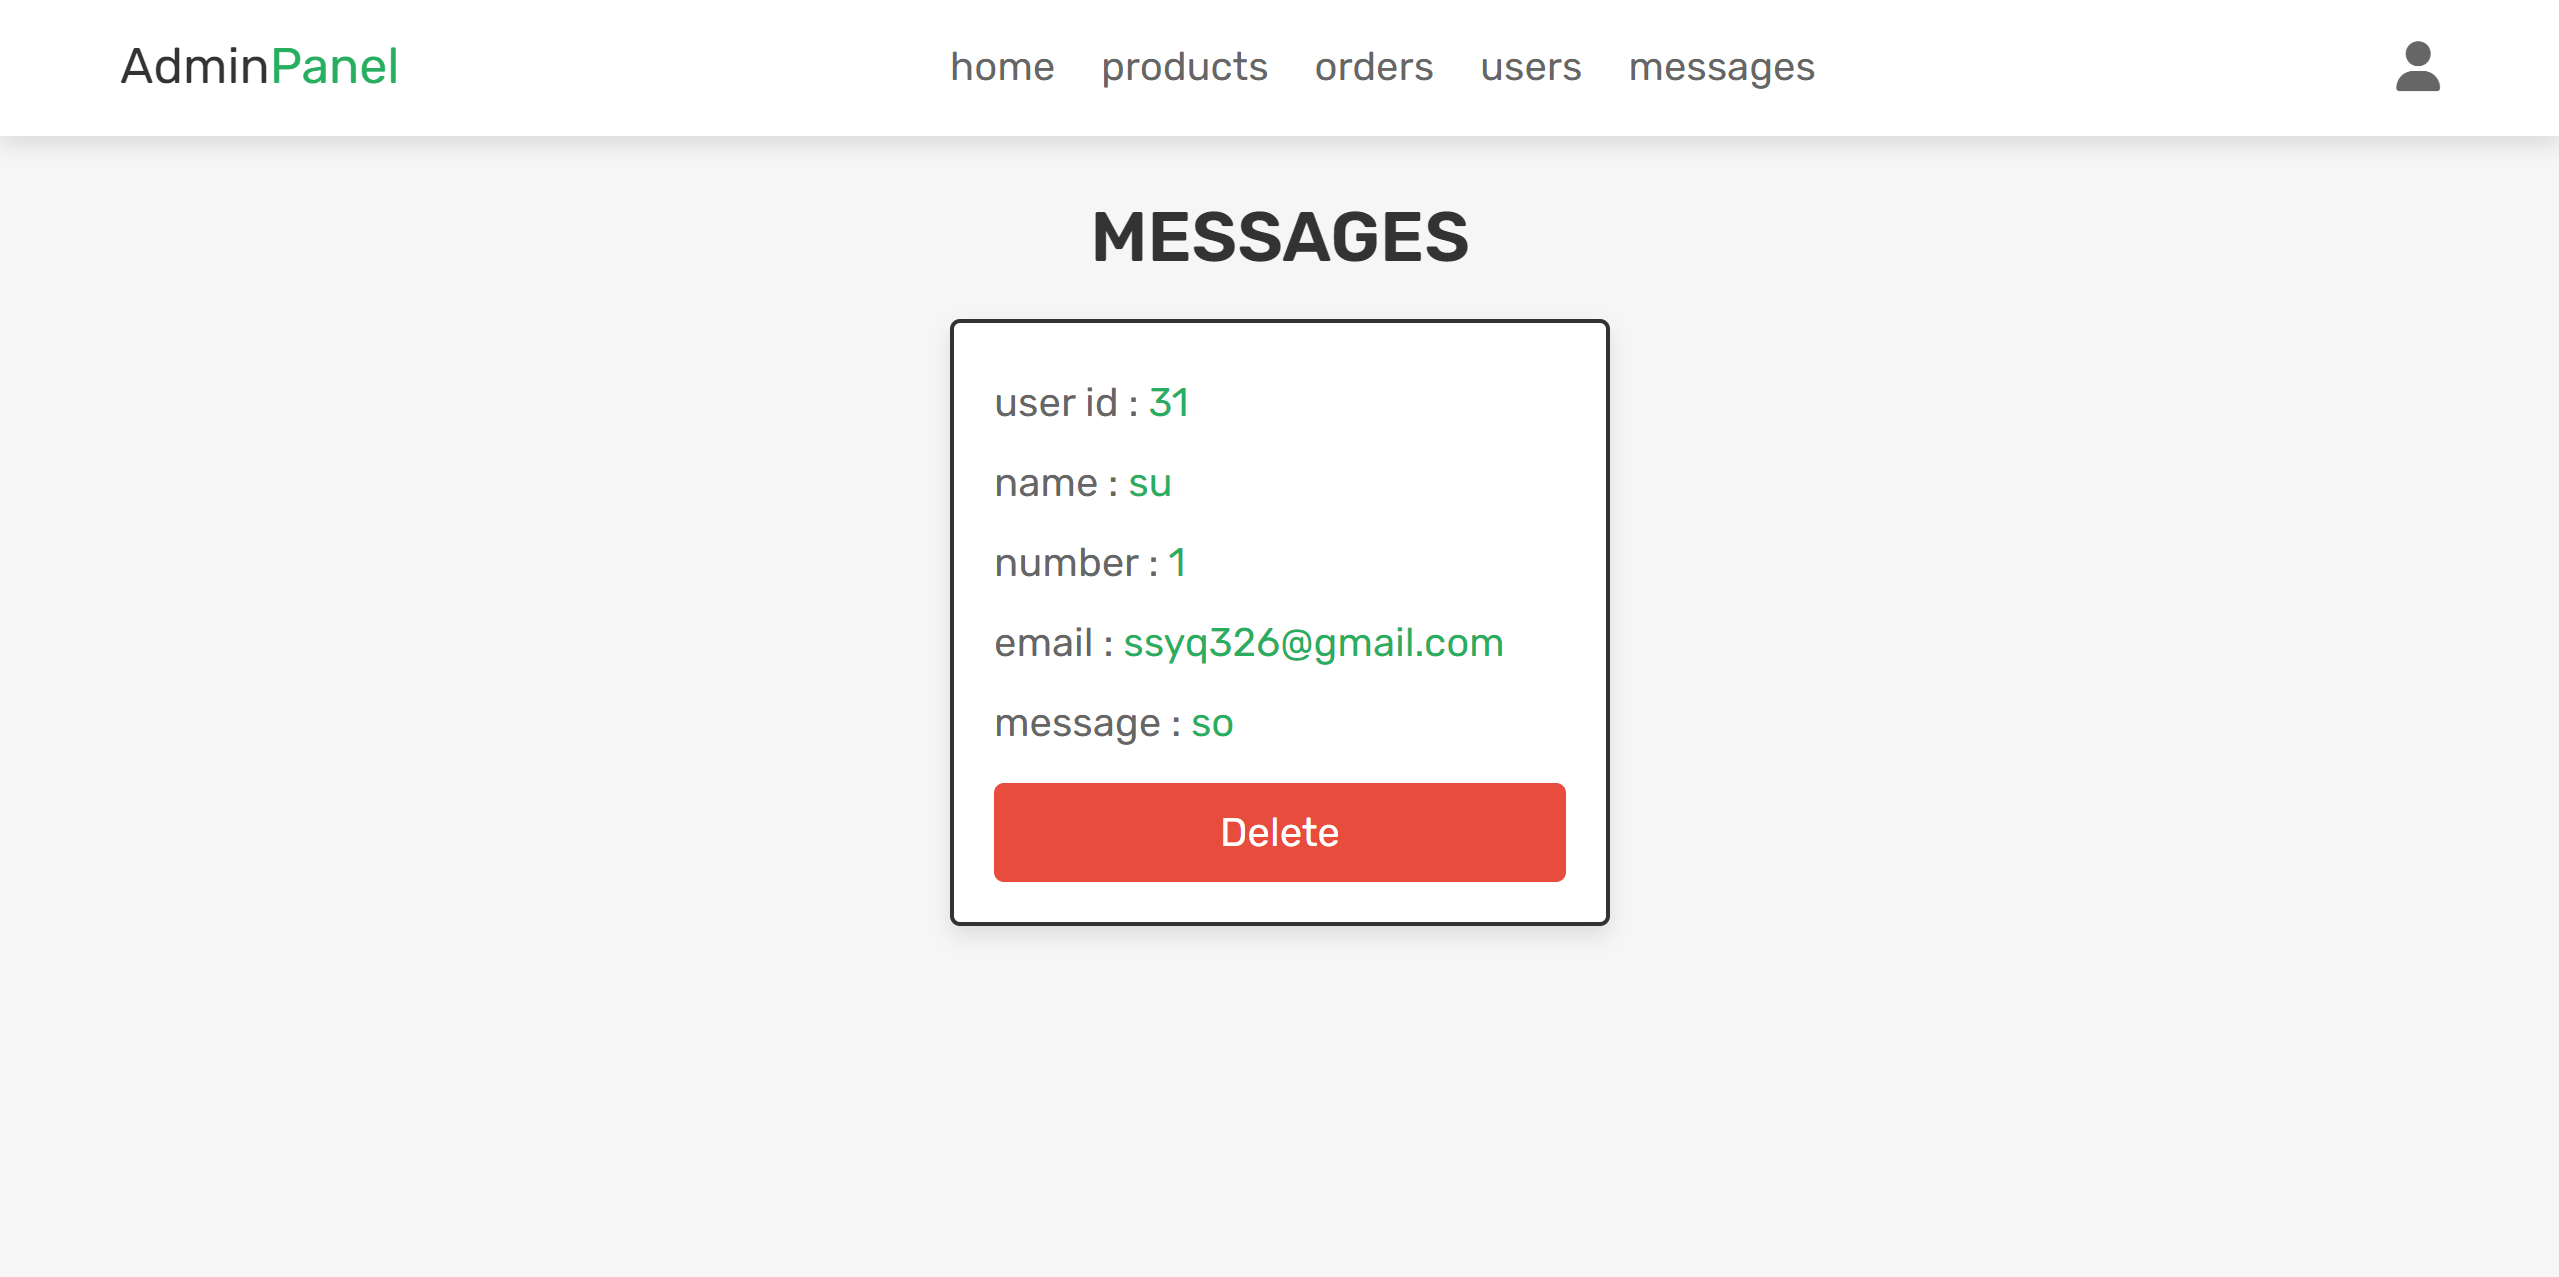 AdminPanel
home products orders users messages
MESSAGES
user id : 31
name : su
number : 1
email : ssyq326@gmail.com
message : so
Delete